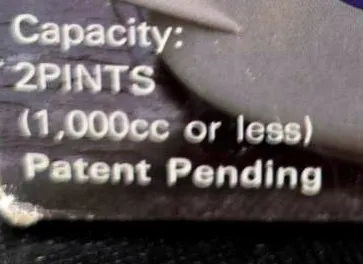 Capacity:
2PINTS
(1,000cc or less)
Patent Pending